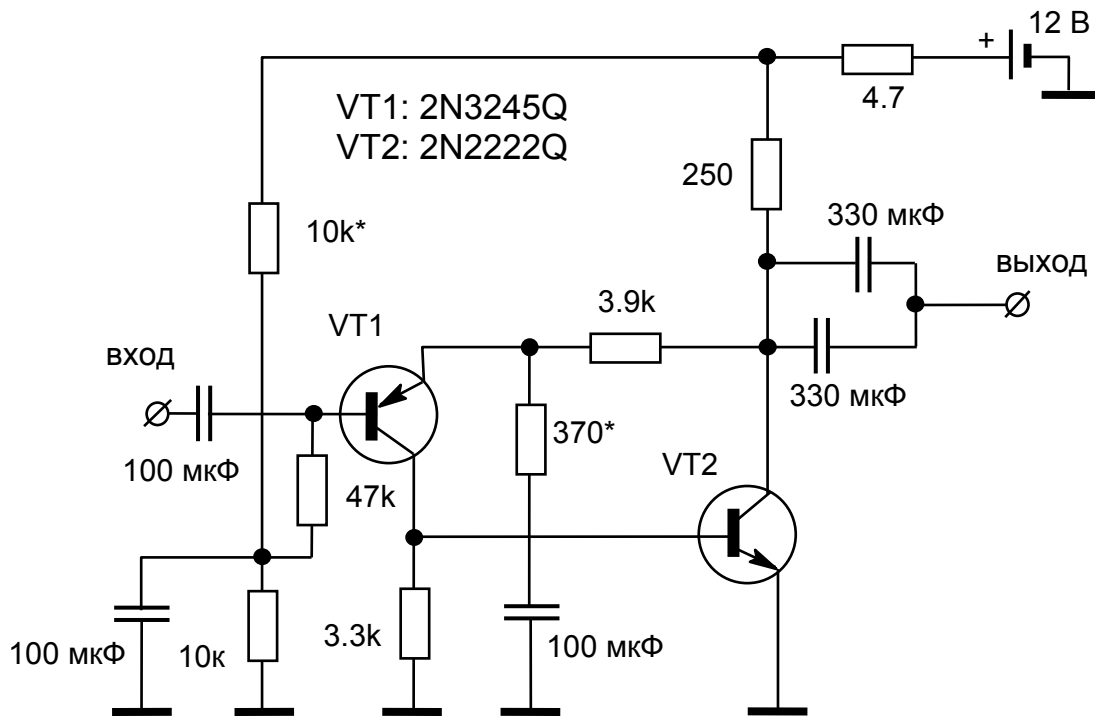 12 В
+
4.7
VT1: 2N3245Q
VT2: 2N2222Q
250
330 мкФ
10k*
выход
3.9k
VT1
вход
330 мкФ
370*
VT2
100 мкФ
47k
3.3k
100 мкФ
100 мкФ
10к